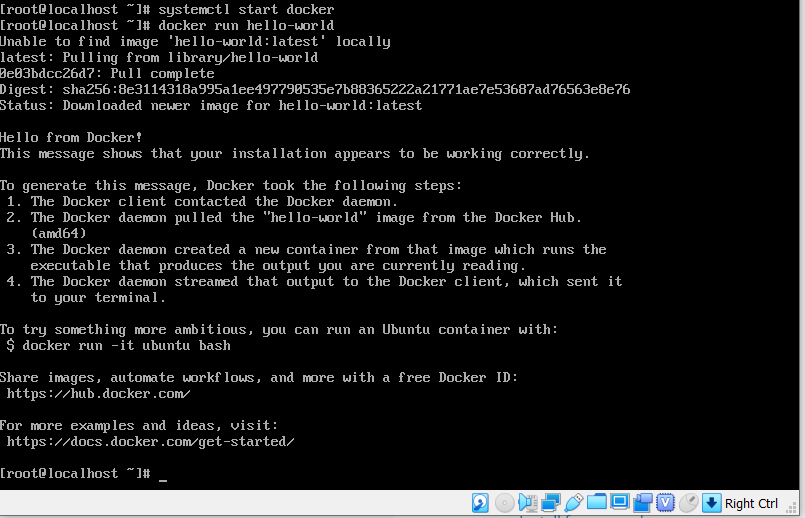 [root@localhost ~]# systemctl start docker
[root@localhost ~]# docker run hello-world
Unable to find image 'hello-world:latest' locally
latest: Pulling from library/hello-world
0e03bdcc26d7: Pull complete
Digest: sha256:8e3114318a995a1ee497790535e7b88365222a21771ae7e53687ad76563e8e76
Status: Downloaded newer image for hello-world:latest

Hello from Docker!
This message shows that your installation appears to be working correctly.

To generate this message, Docker took the following steps:
 1. The Docker client contacted the Docker daemon.
 2. The Docker daemon pulled the "hello-world" image from the Docker Hub.
    (amd64)
 3. The Docker daemon created a new container from that image which runs the
    executable that produces the output you are currently reading.
 4. The Docker daemon streamed that output to the Docker client, which sent it
    to your terminal.

To try something more ambitious, you can run an Ubuntu container with:
 $ docker run -it ubuntu bash

Share images, automate workflows, and more with a free Docker ID:
 https://hub.docker.com/

For more examples and ideas, visit:
 https://docs.docker.com/get-started/

[root@localhost ~]# _
Right Ctrl